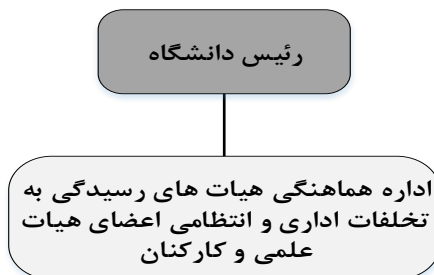 رئیس دانشگاه
اداره هماهنگی هیات های رسیدگی به
تخلفات اداری و انتظامی اعضای هیات
علمی و کارکنان